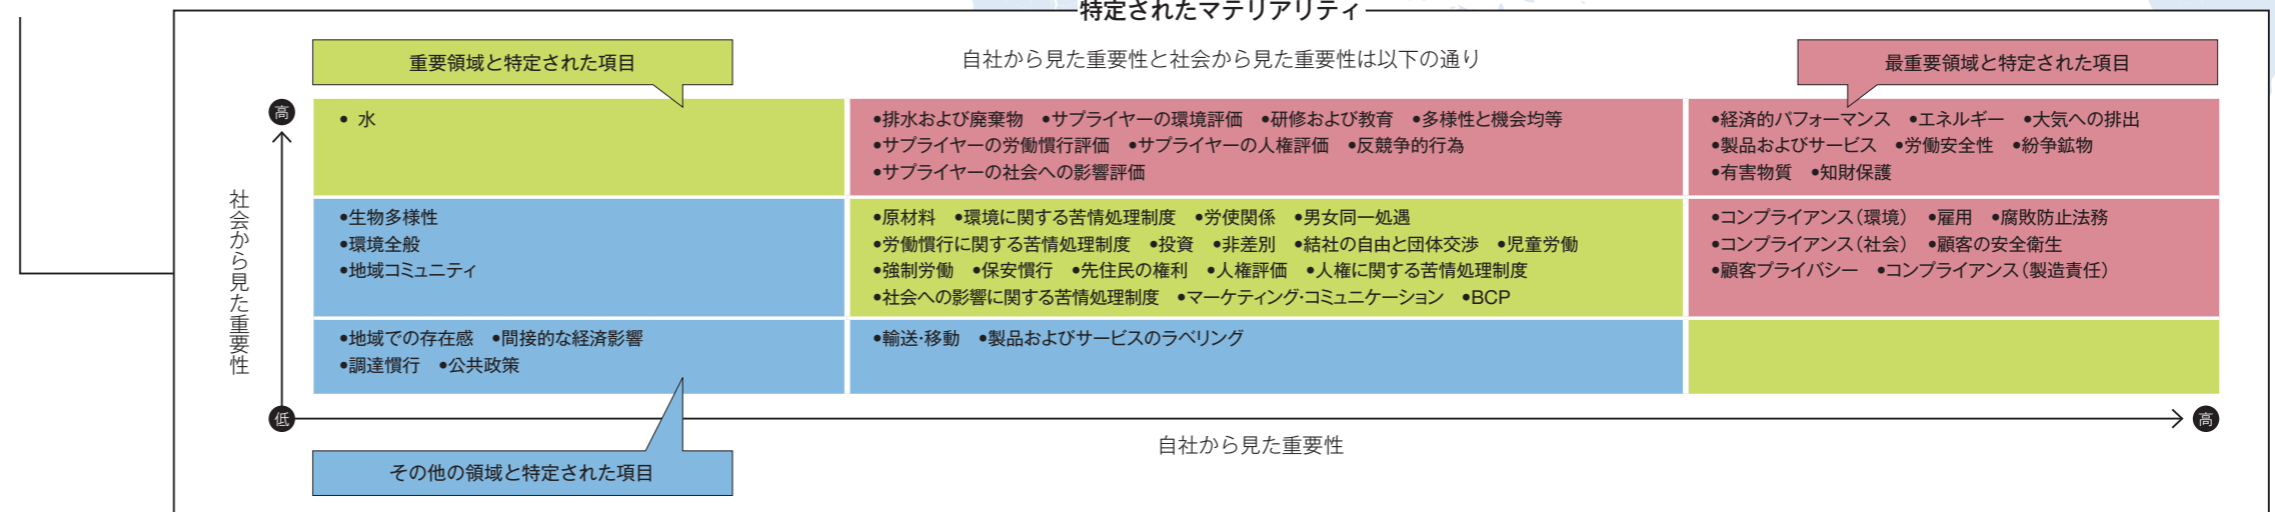 特定されたマテリアリティ
自社から見た重要性と社会から見た重要性は以下の通り
重要領域と特定された項目
最重要領域と特定された項目
高
社会から見た重要性
• 水
•排水および廃棄物 •サプライヤーの環境評価 •研修および教育 •多様性と機会均等
•サプライヤーの労働慣行評価 •サプライヤーの人権評価 •反競争的行為
•サプライヤーの社会への影響評価
•経済的パフォーマンス •エネルギー •大気への排出
•製品およびサービス •労働安全性 •紛争鉱物
•有害物質 •知財保護
•生物多様性
•環境全般
•地域コミュニティ
•原材料 •環境に関する苦情処理制度 •労使関係 •男女同一処遇
•労働慣行に関する苦情処理制度 •投資 •非差別 •結社の自由と団体交渉 •児童労働
•強制労働 •保安慣行 •先住民の権利 •人権評価 •人権に関する苦情処理制度
•社会への影響に関する苦情処理制度 •マーケティング・コミュニケーション •BCP
•コンプライアンス(環境) •雇用 •腐敗防止法務
•コンプライアンス(社会) •顧客の安全衛生
•顧客プライバシー •コンプライアンス(製造責任)
•地域での存在感 •間接的な経済影響
•調達慣行 •公共政策
•輸送・移動 •製品およびサービスのラベリング
低
高
自社から見た重要性
その他の領域と特定された項目